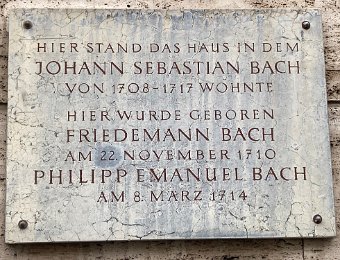 HIER STAND DAS HAUS IN DEM
JOHANN SEBASTIAN BACH
VON 1708-1717 WOHNTE
HIER WURDE GEBOREN
FRIEDEMANN BACH
AM 22. NOVEMBER 1710
PHILIPP EMANUEL BACH
AM 8. MÄRZ 1714